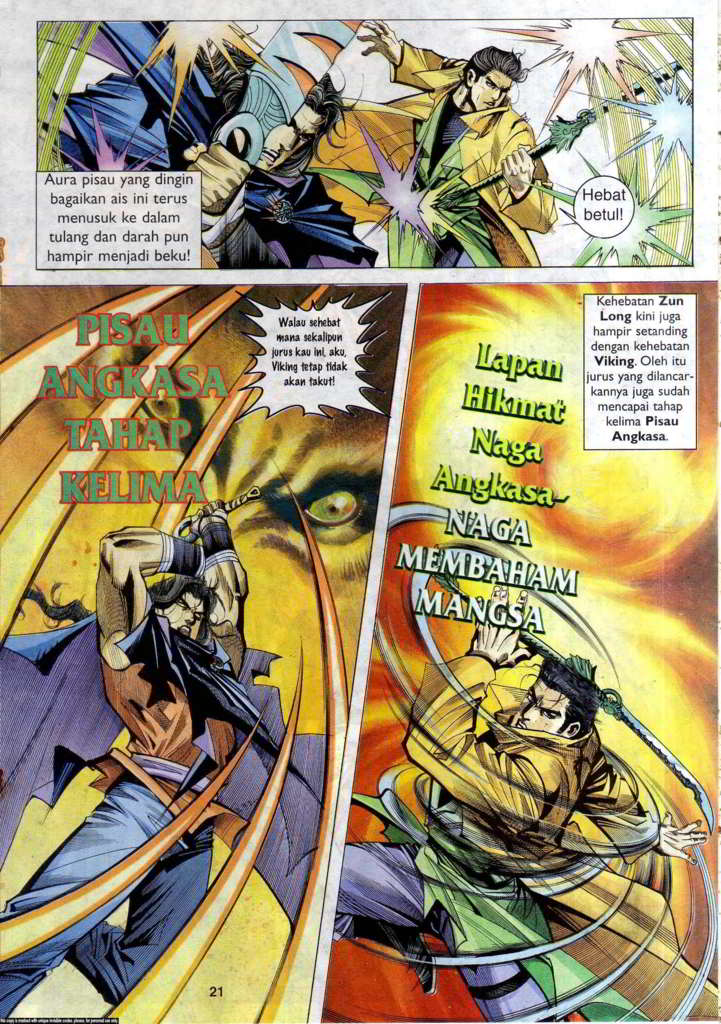 Aura pisau yang dingin
bagaikan ais ini terus
menusuk ke dalam
tulang dan darah pun
hampir menjadi beku!
Hebat
betul!
PISAU
ANGKASA
TAHAP
KELIMA
Walau sehebat
mana sekalipun
jurus kau ini, aku,
Viking tetap tidak
akan takut!
Lapan
Hikmat
Naga
Angkasa-
NAGA
MEMBAHAM
MANGSA
Kehebatan Zun
Long kini juga
hampir setanding
dengan kehebatan
Viking. Oleh itu
jurus yang dilancar-
kannya juga sudah
mencapai tahap
kelima Pisau
Angkasa.
21